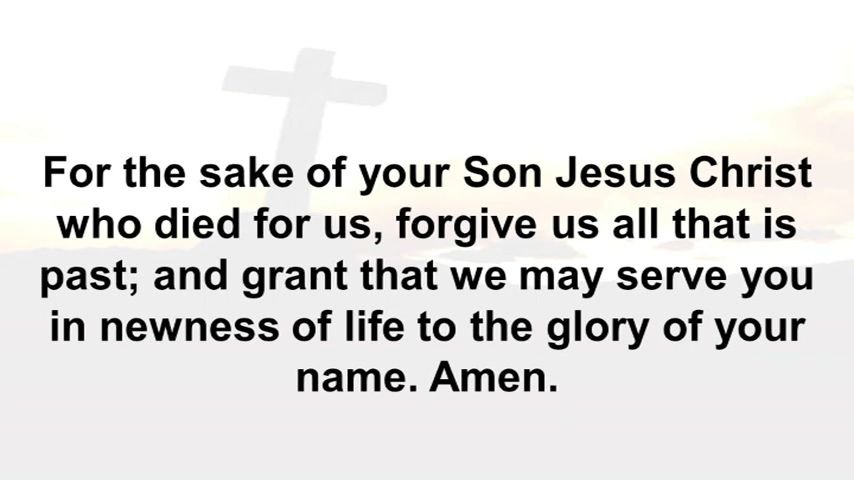 For the sake of your Son Jesus Christ
who died for us, forgive us all that is
past; and grant that we may serve you
in newness of life to the glory of your
name. Amen.